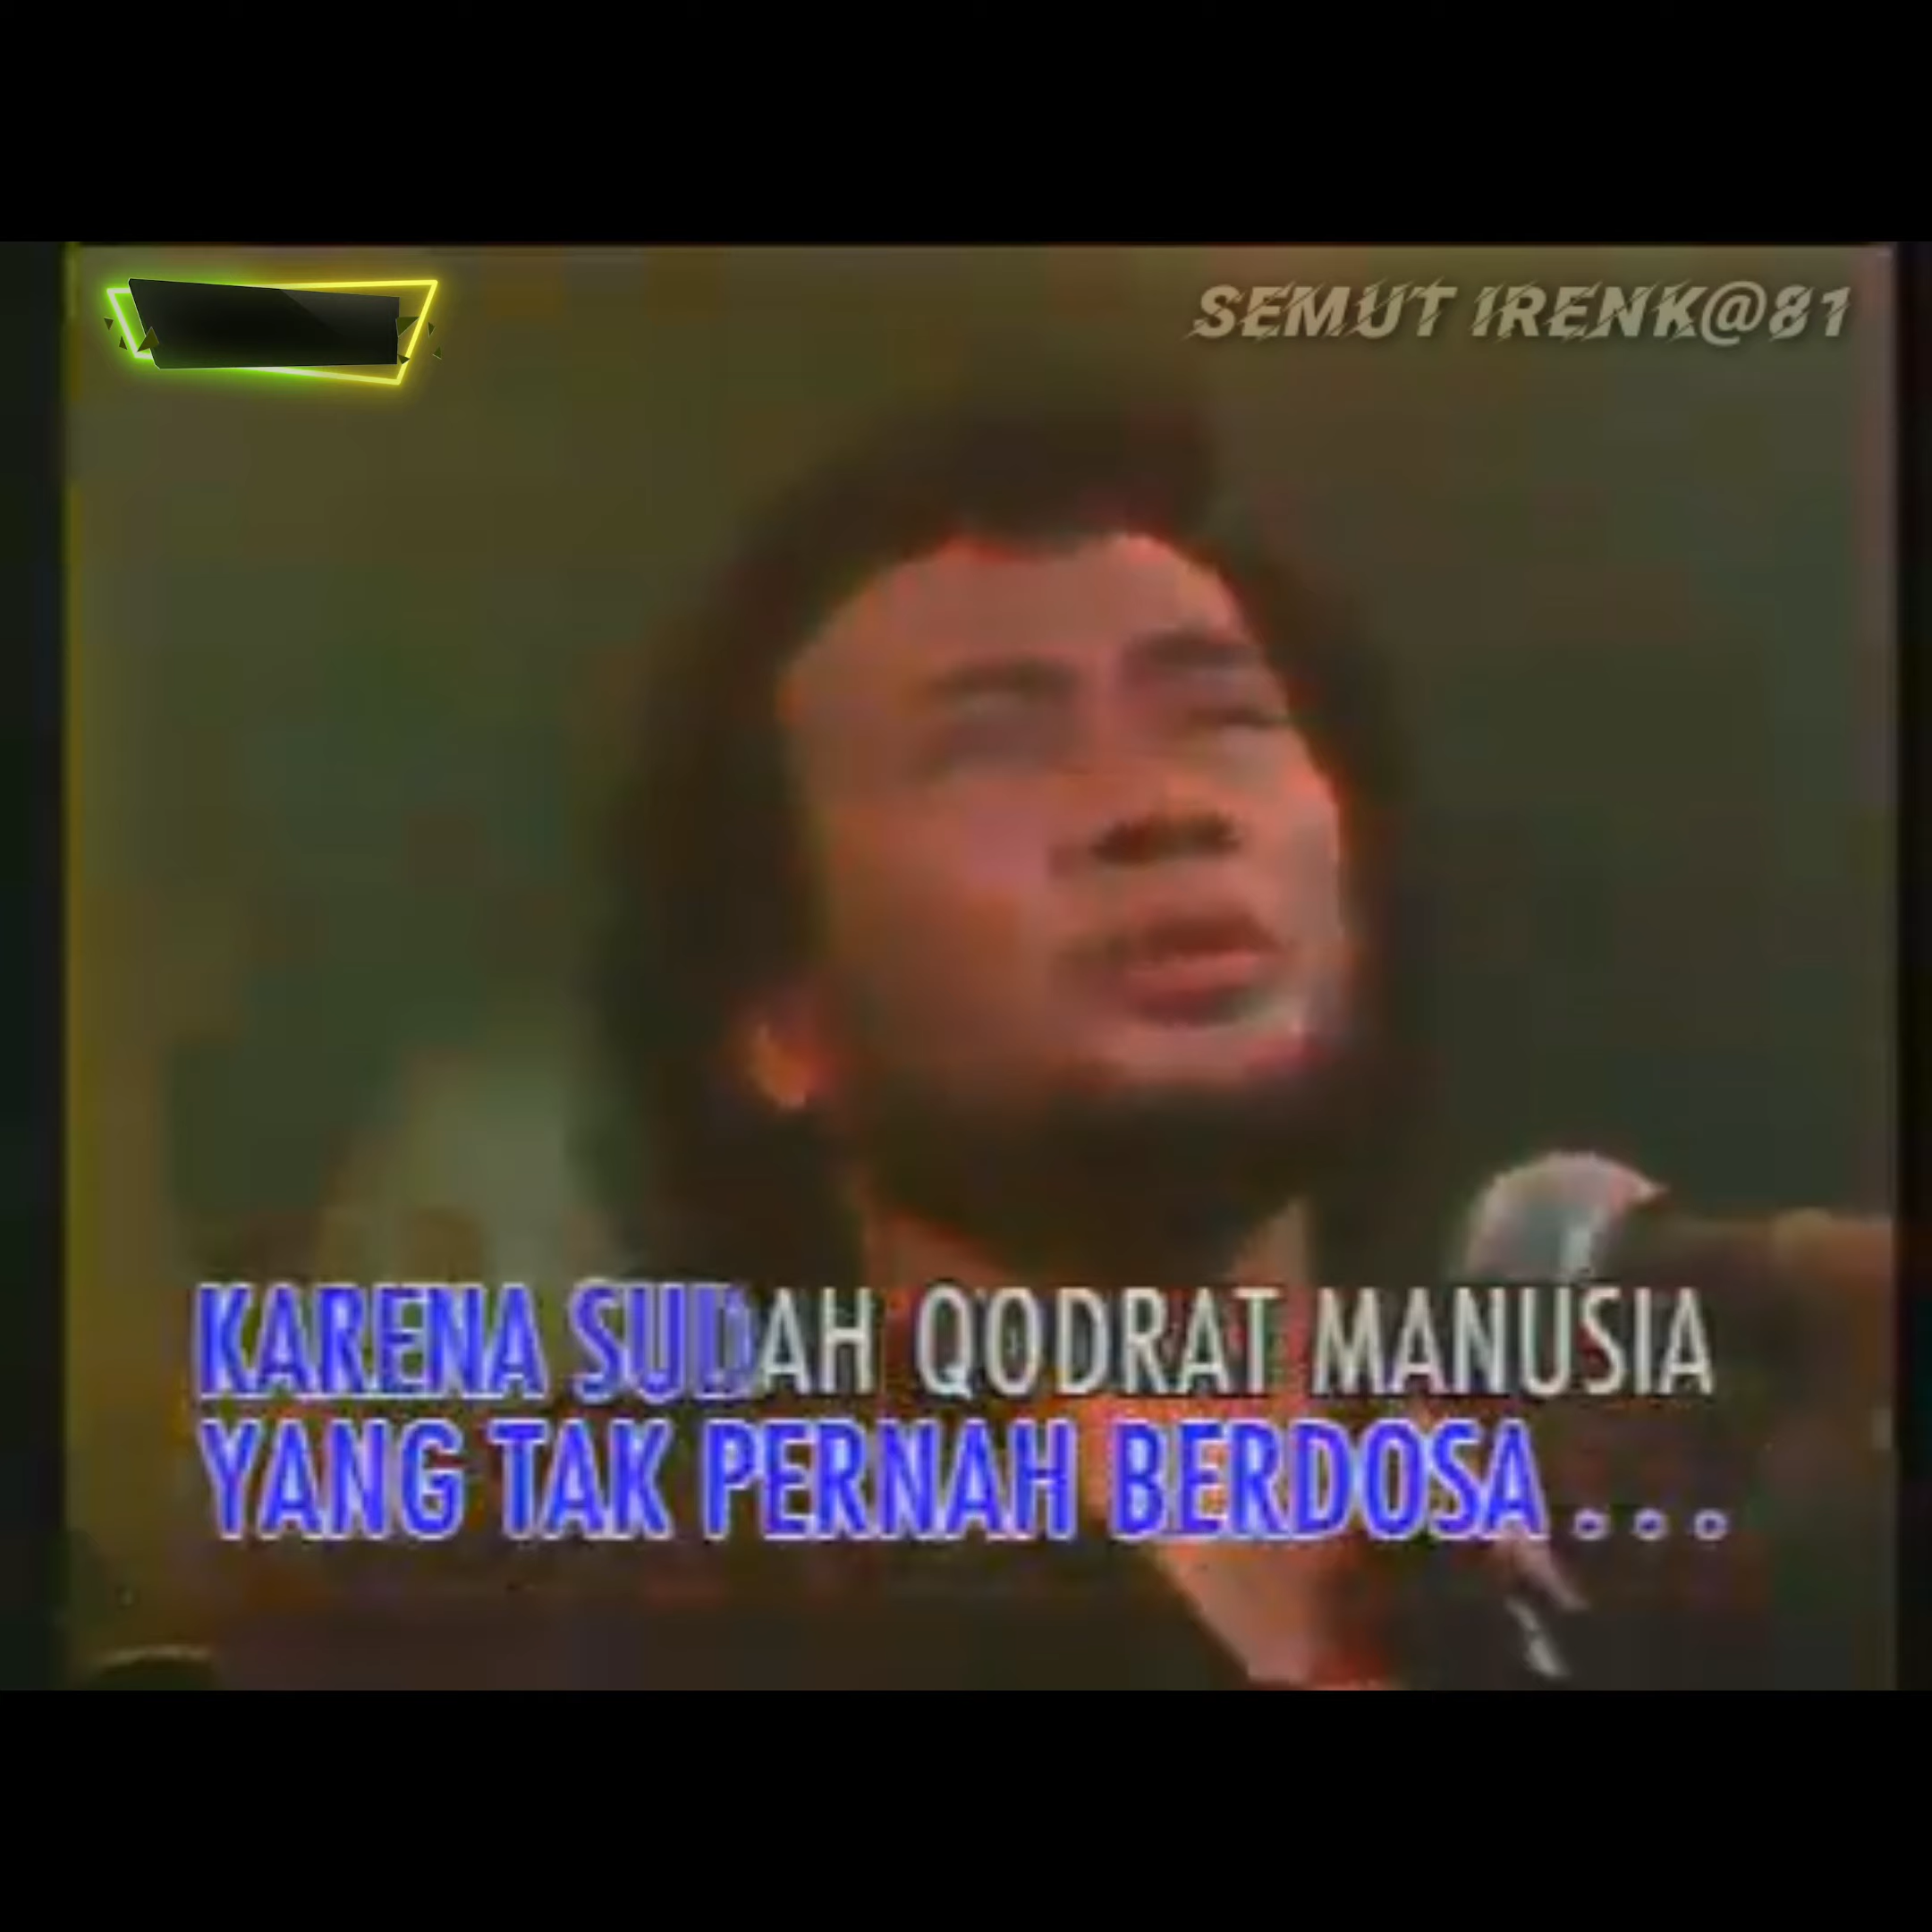 SEMUT IRENK@81
KARENA SUDAH QODRAT MANUSIA
YANG TAK PERNAH BERDOSA . . .